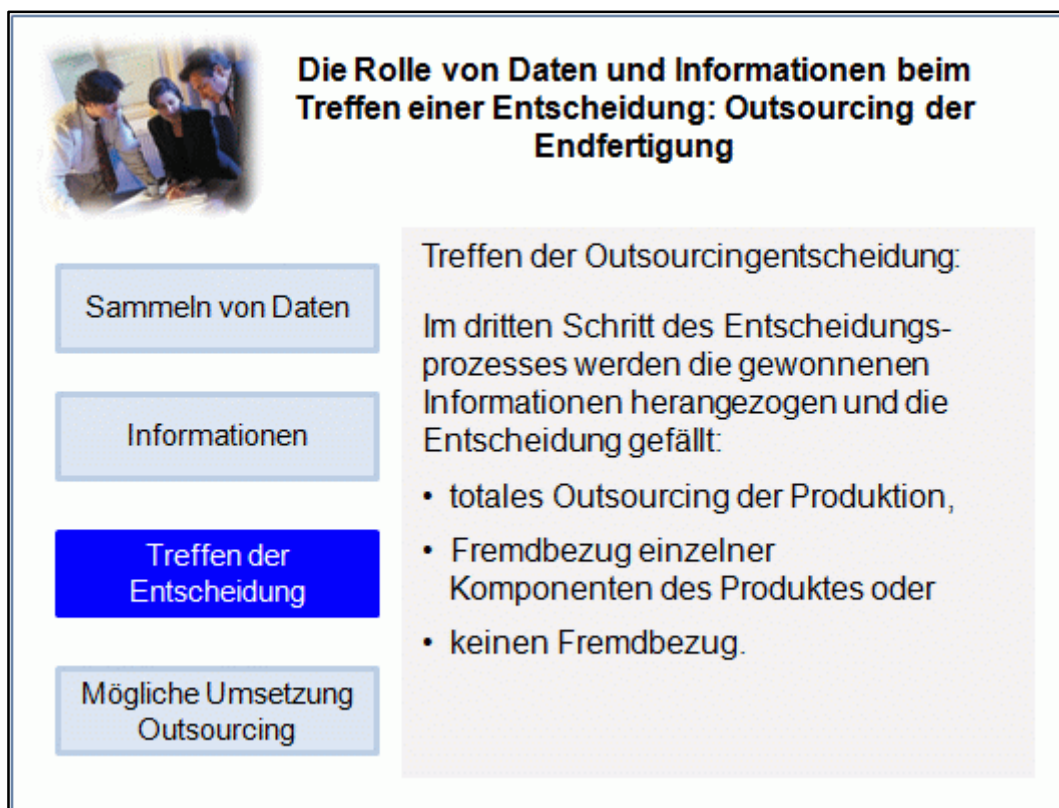 Die Rolle von Daten und Informationen beim
Treffen einer Entscheidung: Outsourcing der
Endfertigung
Sammeln von Daten
Informationen
Treffen der
Entscheidung
Mögliche Umsetzung
Outsourcing
Treffen der Outsourcingentscheidung:
Im dritten Schritt des Entscheidungs-
prozesses werden die gewonnenen
Informationen herangezogen und die
Entscheidung gefällt:
• totales Outsourcing der Produktion,
• Fremdbezug einzelner
Komponenten des Produktes oder
• keinen Fremdbezug.